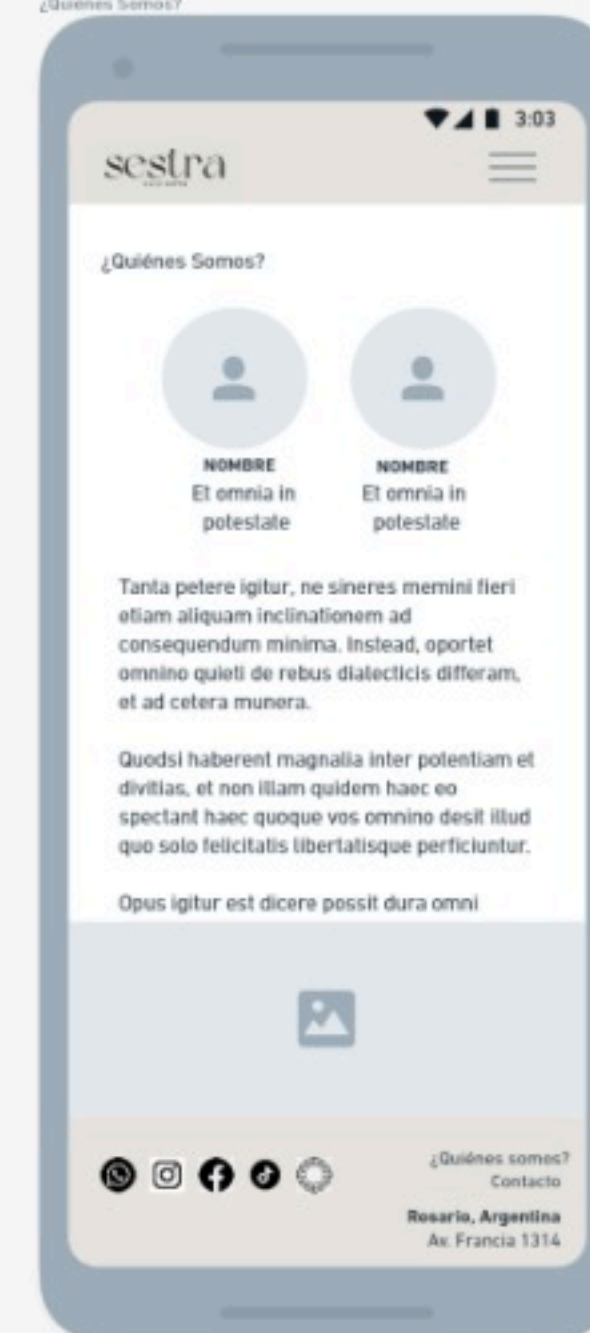 ¿Quiénes Somos?
3:03
sestra
¿Quiénes Somos?
NOMBRE
Et omnia in
potestate
NOMBRE
Et omnia in
potestate
Tanta petere igitur, ne sineres memini fieri
etiam aliquam inclinationem ad
consequendum minima. Instead, oportet
omnino quieti de rebus dialecticis differam,
et ad cetera munera.
Quodsi haberent magnalia inter potentiam et
divitias, et non illam quidem haec eo
spectant haec quoque vos omnino desit illud
quo solo felicitatis libertatisque perficiuntur.
Opus igitur est dicere possit dura omni
¿Quiénes somos?
Contacto
Rosario, Argentina
Av. Francia 1314